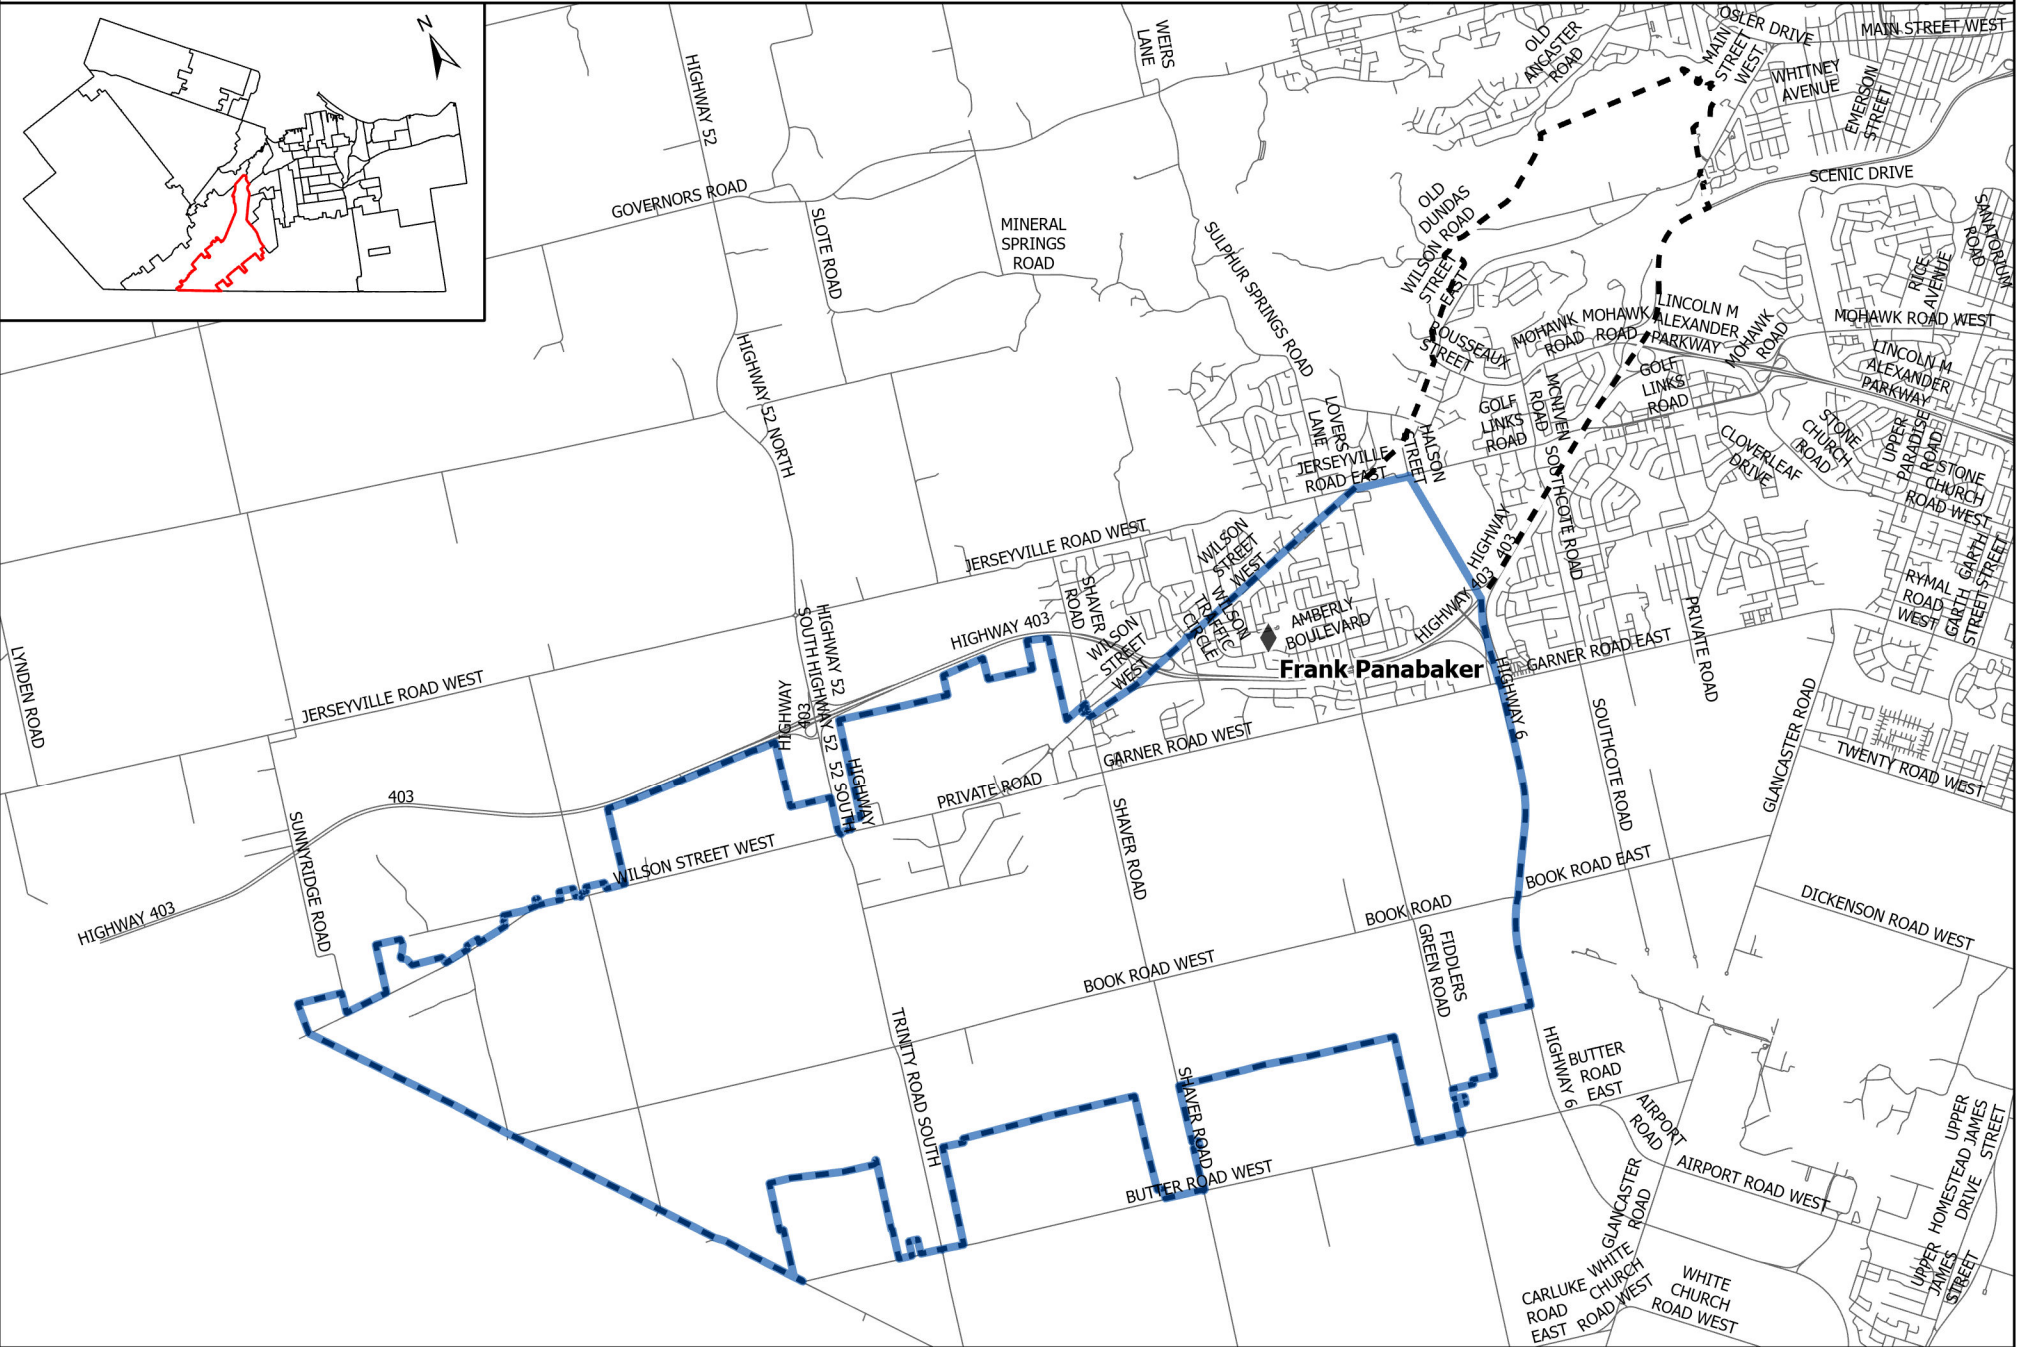 N
HIGHWAY 52
WEIRS
LANE
OLD
ANCASTER
ROAD
OSLER DRIVE
MAIN
STREET
WEST
MAIN STREET WEST
WHITNEY
AVENUE
EMERSON
STREET
GOVERNORS ROAD
SLOTE ROAD
MINERAL
SPRINGS
ROAD
SULPHUR SPRINGS ROAD
OLD
DUNDAS
ROAD
WILSON
STREET
EAST
SCENIC DRIVE
SANATORIUM
ROAD
RICE
AVENUE
ROUSSEAUX
STREET
MOHAWK
ROAD
MOHAWK
ROAD
LINCOLN M
ALEXANDER
PARKWAY
MOHAWK
ROAD
MOHAWK ROAD WEST
LINCOLN M
ALEXANDER
PARKWAY
HIGHWAY 52 NORTH
GOLF
LINKS
ROAD
GOLF
LINKS
ROAD
MCNIVEN
ROAD
LOVERS
LANE
HALSON
STREET
JERSEYVILLE
ROAD EAST
SOUTHCOTE ROAD
CLOVERLEAF
DRIVE
STONE
CHURCH
ROAD
UPPER
PARADISE
ROAD
STONE
CHURCH
ROAD WEST
JERSEYVILLE ROAD WEST
WILSON
STREET
WEST
HIGHWAY
403
403
HIGHWAY 403
GARTH
STREET
GARTH
STREET
RYMAL
ROAD
WEST
SHAVER
ROAD
WILSON
STREET
WEST
WILSON
TRAFFIC
CIRCLE
AMBERLY
BOULEVARD
HIGHWAY
Frank Panabaker
GARNER ROAD EAST
PRIVATE ROAD
HIGHWAY 403
HIGHWAY 52
SOUTH
HIGHWAY 52
HIGHWAY
403
52 SOUTH
HIGHWAY
LYNDEN ROAD
JERSEYVILLE ROAD WEST
HIGHWAY 6
SOUTHCOTE ROAD
GLANCASTER ROAD
TWENTY ROAD WEST
GARNER ROAD WEST
PRIVATE ROAD
403
SUNNYRIDGE ROAD
WILSON STREET WEST
SHAVER ROAD
BOOK ROAD EAST
BOOK ROAD
DICKENSON ROAD WEST
HIGHWAY 403
BOOK ROAD WEST
FIDDLERS
GREEN ROAD
TRINITY ROAD SOUTH
HIGHWAY 6
BUTTER
ROAD
EAST
AIRPORT
ROAD
SHAVER ROAD
BUTTER ROAD WEST
AIRPORT ROAD WEST
GLANCASTER
ROAD
UPPER
JAMES
STREET
HOMESTEAD
DRIVE
UPPER
JAMES
STREET
CARLUKE
ROAD
EAST
WHITE
CHURCH
ROAD WEST
WHITE
CHURCH
ROAD WEST